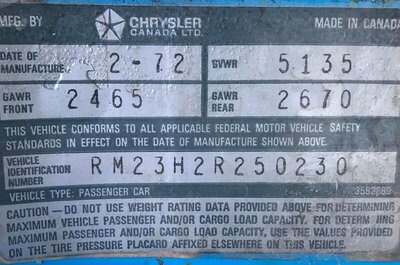 MFG. BY CHRYSLER CANADA LTD. MADE IN CANADA
DATE OF MANUFACTURE 2-72 GVWR 5135
GAWR FRONT 2465 GAWR REAR 2670
THIS VEHICLE CONFORMS TO ALL APPLICABLE FEDERAL MOTOR VEHICLE SAFETY
STANDARDS IN EFFECT ON THE DATE OF MANUFACTURE SHOWN ABOVE.
VEHICLE IDENTIFICATION NUMBER RM23H2R250230
VEHICLE TYPE: PASSENGER CAR
CAUTION – DO NOT USE WEIGHT RATING DATA PROVIDED ABOVE FOR DETERMINING
MAXIMUM VEHICLE PASSENGER AND/OR CARGO LOAD CAPACITY. FOR DETERMINING
MAXIMUM PASSENGER AND/OR CARGO LOAD CAPACITY, USE THE VALUES PROVIDED
ON THE TIRE PRESSURE PLACARD AFFIXED ELSEWHERE ON THIS VEHICLE.